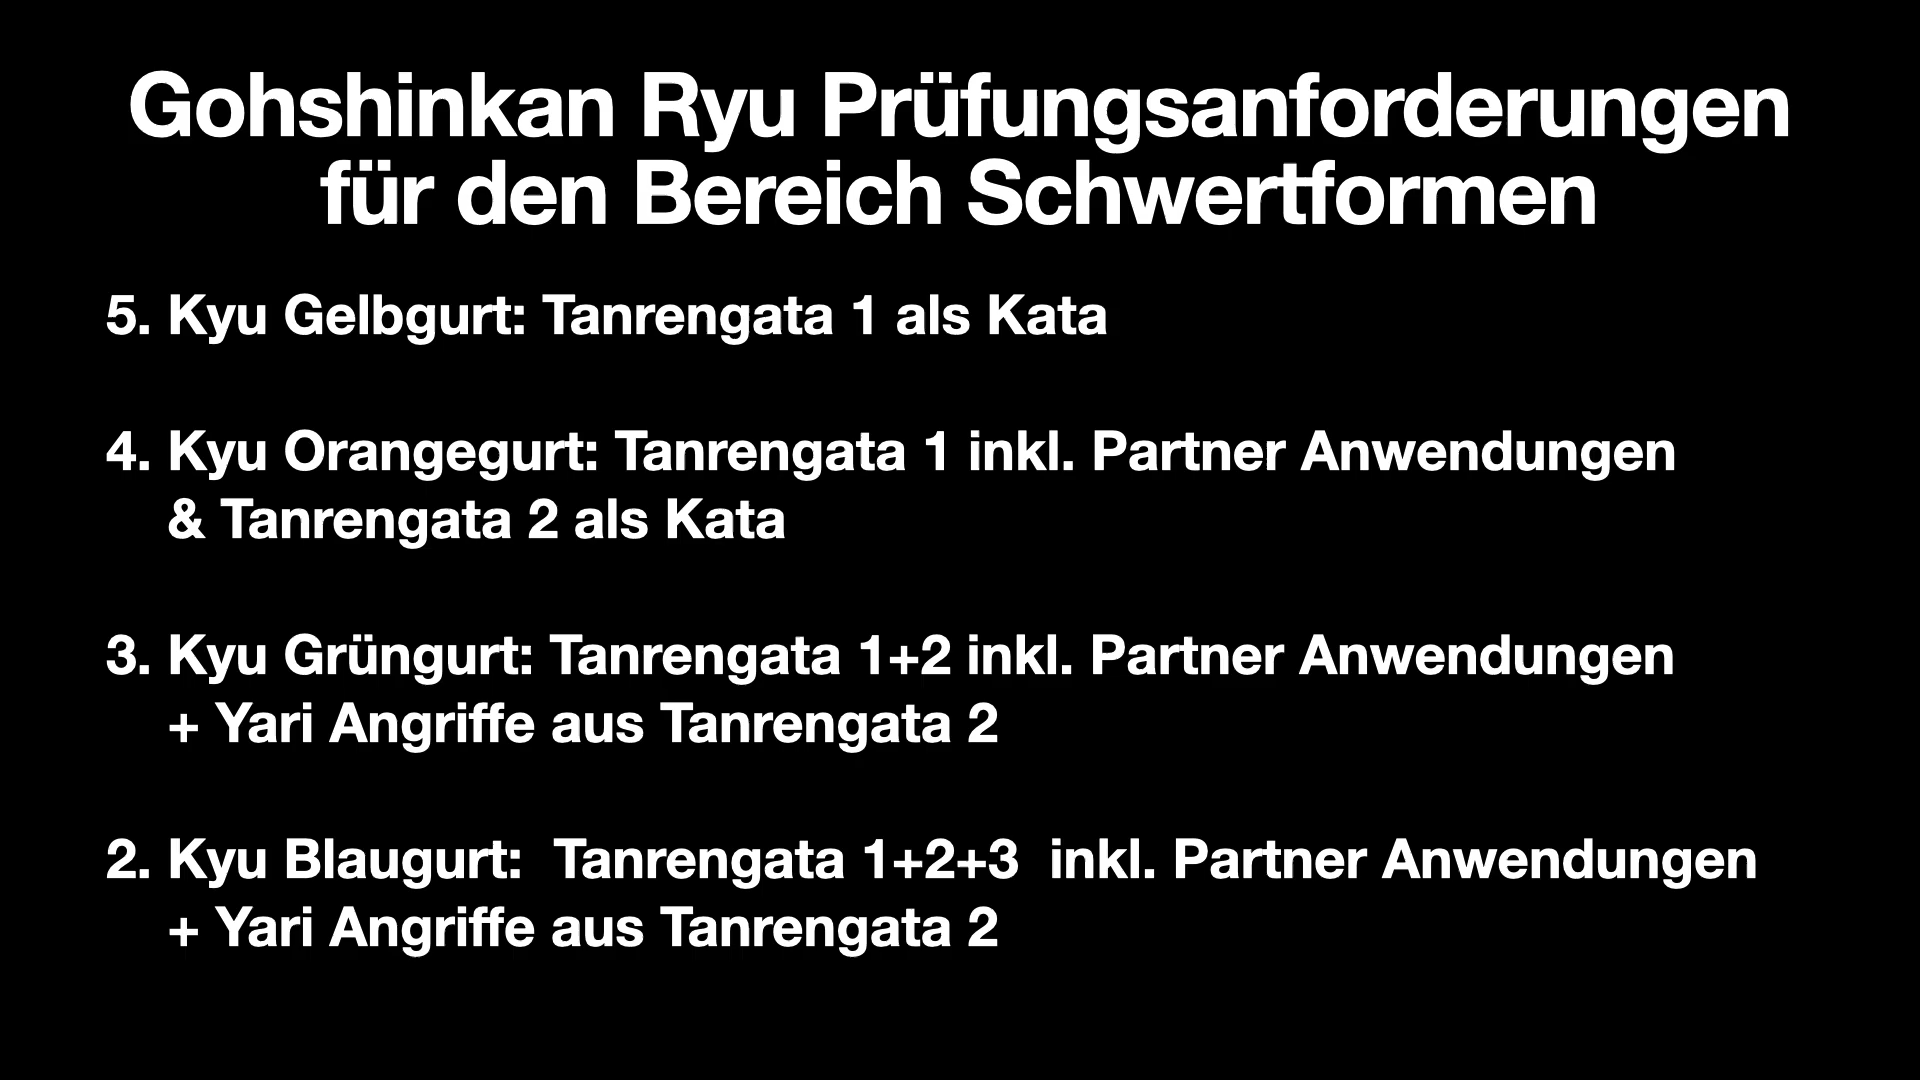 Gohshinkan Ryu Prüfungsanforderungen
für den Bereich Schwertformen
5. Kyu Gelbgurt: Tanrengata 1 als Kata
4. Kyu Orangegurt: Tanrengata 1 inkl. Partner Anwendungen
& Tanrengata 2 als Kata
3. Kyu Grüngurt: Tanrengata 1+2 inkl. Partner Anwendungen
+ Yari Angriffe aus Tanrengata 2
2. Kyu Blaugurt:  Tanrengata 1+2+3  inkl. Partner Anwendungen
+ Yari Angriffe aus Tanrengata 2